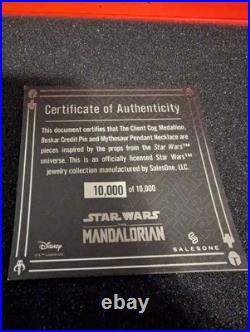 Certificate of Authenticity
This document certifies that The Client Cog Medallion,
Beskar Credit Pin and Mythosaur Pendant Necklace are
pieces inspired by the props from the Star Wars™
universe. This is an officially licensed Star Wars™
jewelry collection manufactured by SalesOne, LLC.
10,000 of 10,000
STAR WARS
THE
MANDALORIAN
Disney
SALESONE
thimblesandacorns.com